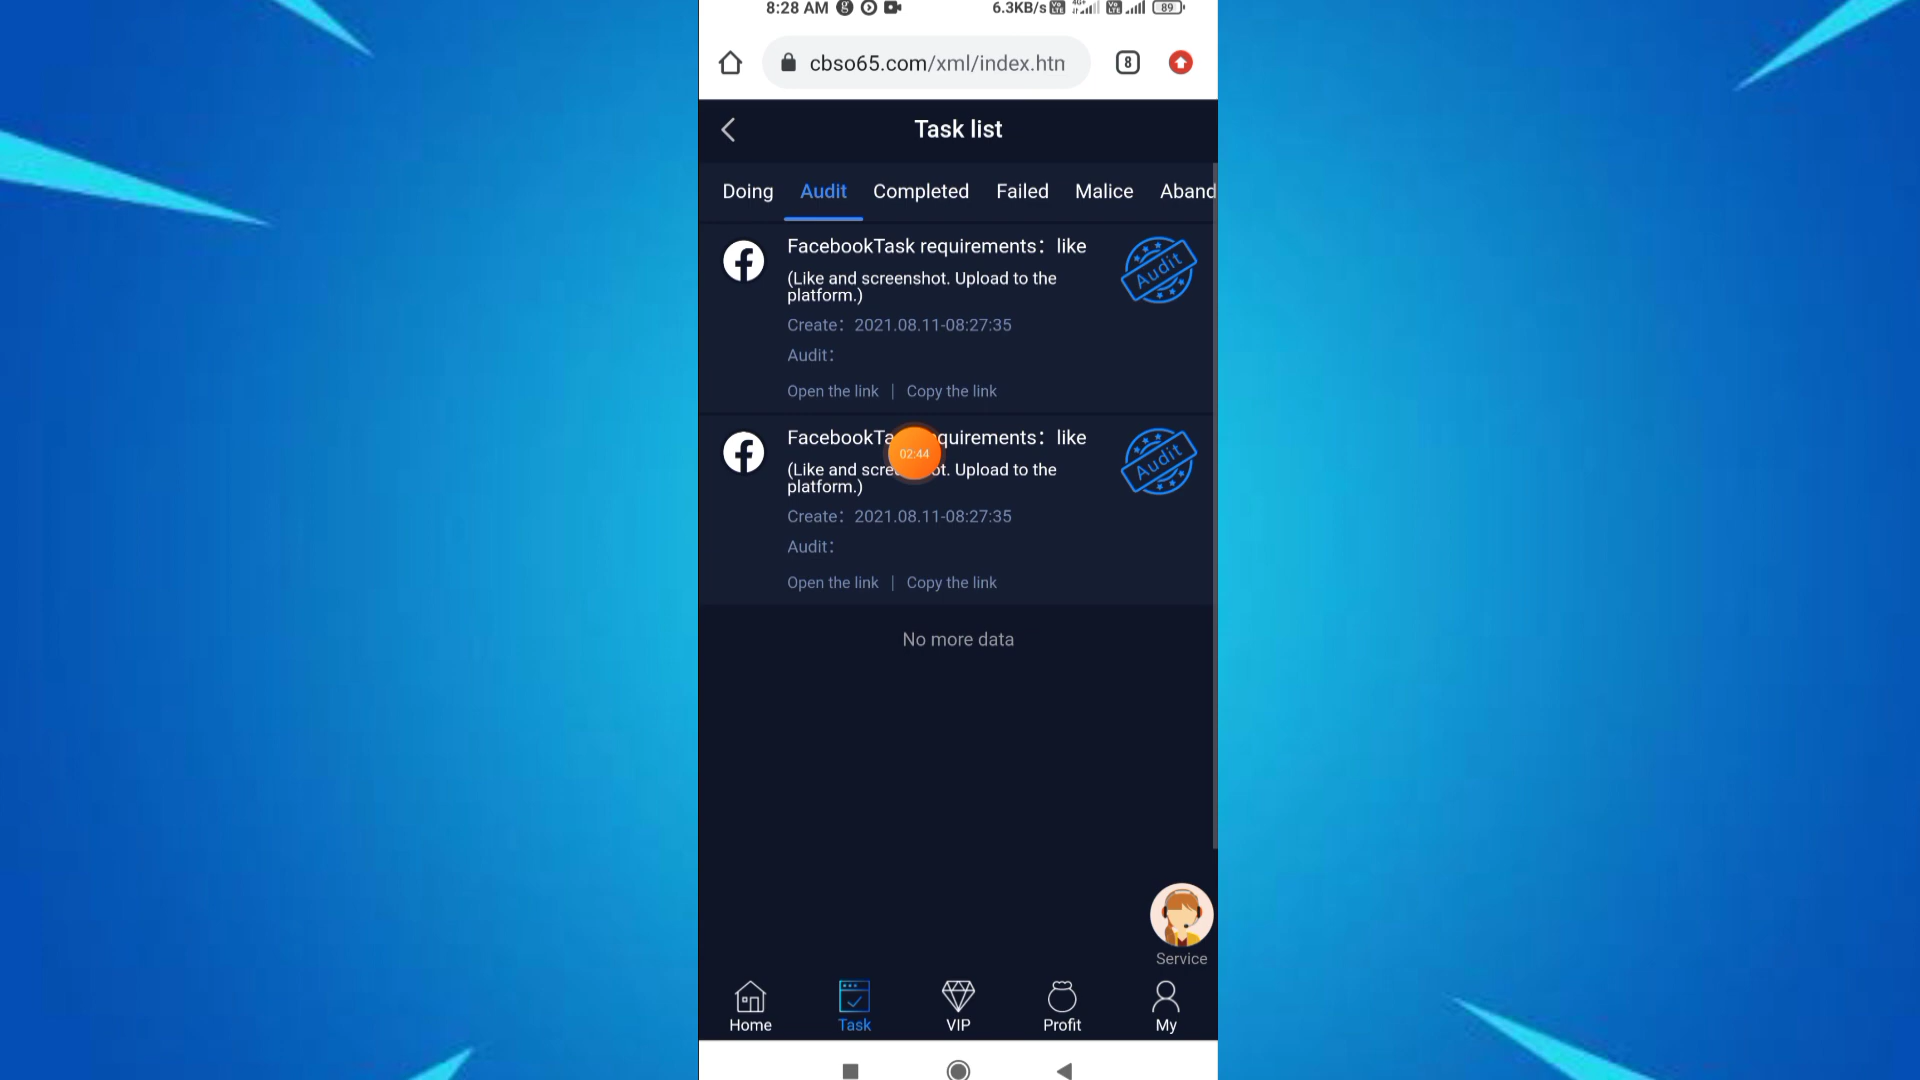 8:28 AM 6.3KB/s 89
cbso65.com/xml/index.htn
8
Task list
Doing Audit Completed Failed Malice Aband
FacebookTask requirements：like
Audit
(Like and screenshot. Upload to the
platform.)
Create：2021.08.11-08:27:35
Audit：
Open the link | Copy the link
FacebookTa quirements：like
02:44
Audit
(Like and scre ot. Upload to the
platform.)
Create：2021.08.11-08:27:35
Audit：
Open the link | Copy the link
No more data
Service
Home Task VIP Profit My